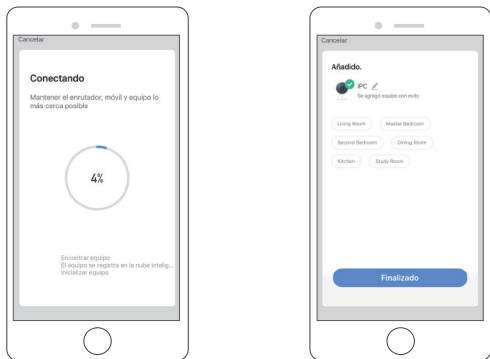 Cancelar
Conectando
Mantener el enrutador, móvil y equipo lo
más cerca posible
4%
Encontrar equipo
El equipo se registra en la nube intelig...
Inicializar equipo
Cancelar
Añadido.
IPC
Se agregó equipo con éxito
Living Room Master Bedroom
Second Bedroom Dining Room
Kitchen Study Room
Finalizado